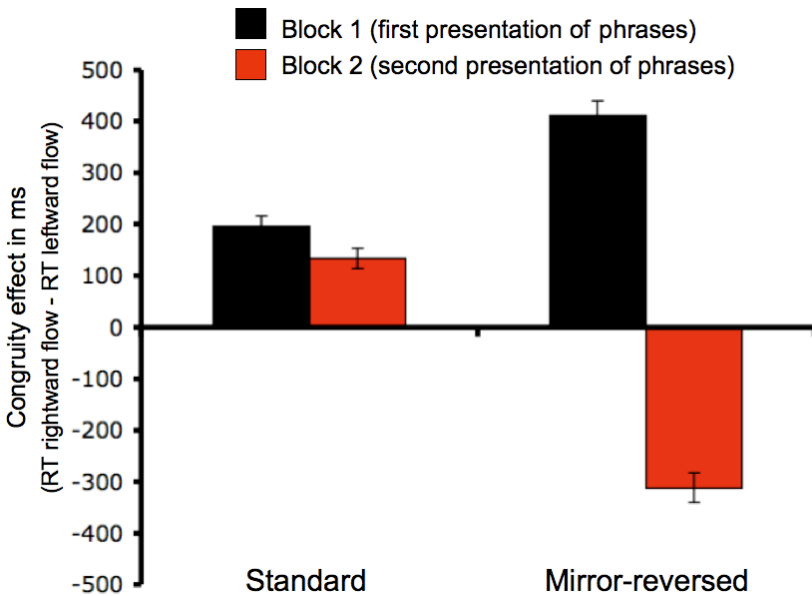 Block 1 (first presentation of phrases)
Block 2 (second presentation of phrases)
Congruity effect in ms
(RT rightward flow - RT leftward flow)
500
400
300
200
100
0
-100
-200
-300
-400
-500
Standard
Mirror-reversed